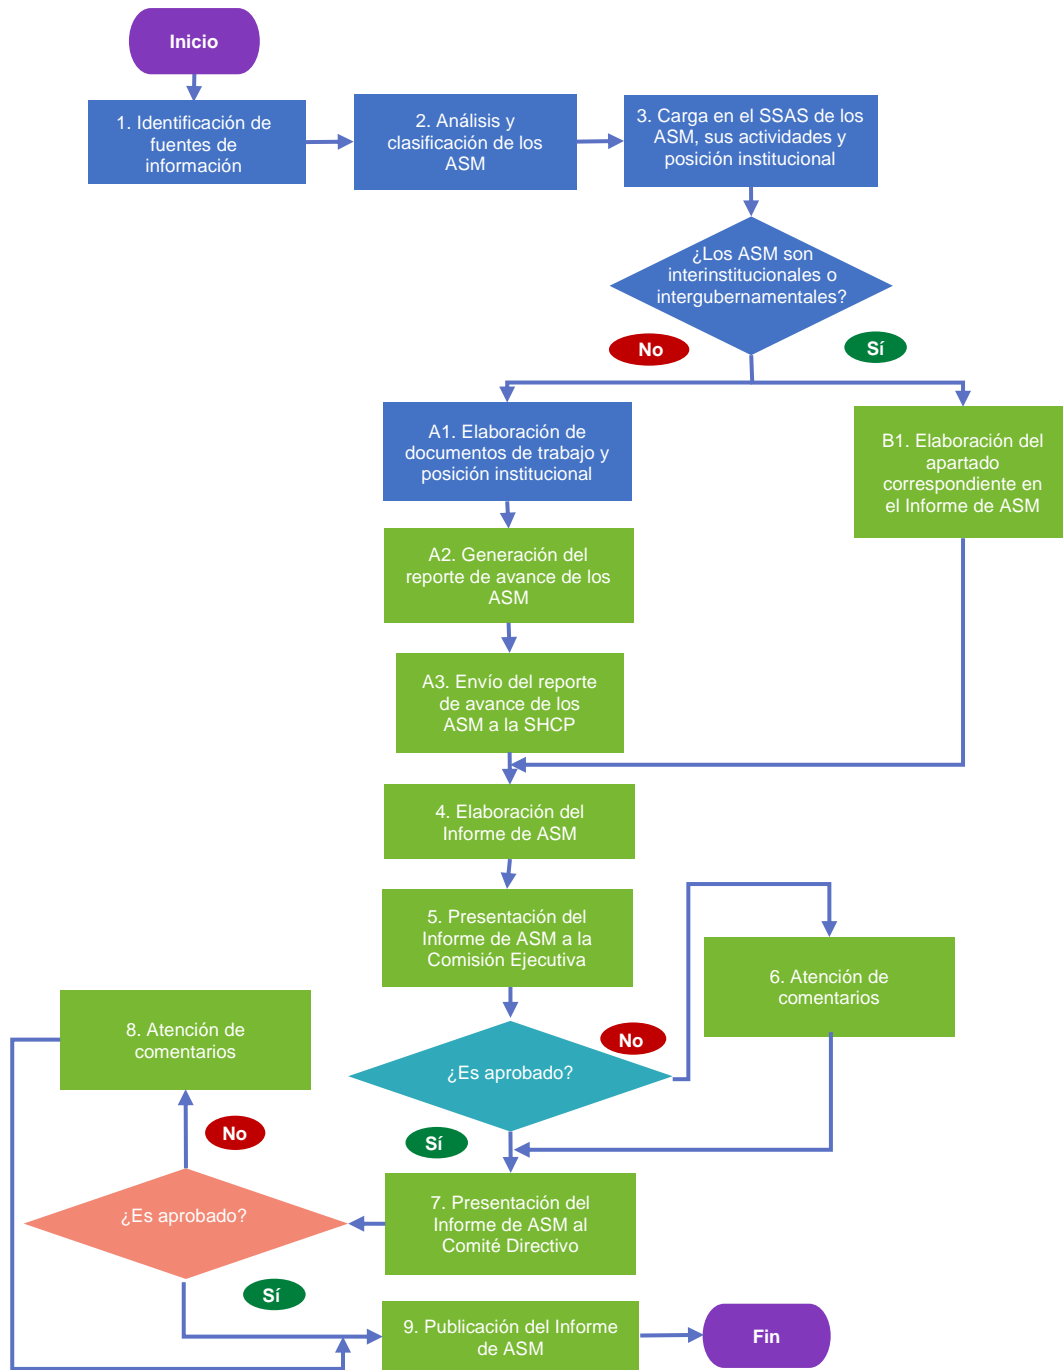 Inicio
1. Identificación de
fuentes de
información
2. Análisis y
clasificación de los
ASM
3. Carga en el SSAS de los
ASM, sus actividades y
posición institucional
¿Los ASM son
interinstitucionales o
intergubernamentales?
No
Sí
A1. Elaboración de
documentos de trabajo y
posición institucional
B1. Elaboración del
apartado
correspondiente en
el Informe de ASM
A2. Generación del
reporte de avance de los
ASM
A3. Envío del reporte
de avance de los
ASM a la SHCP
4. Elaboración del
Informe de ASM
5. Presentación del
Informe de ASM a la
Comisión Ejecutiva
6. Atención de
comentarios
8. Atención de
comentarios
No
¿Es aprobado?
No
Sí
7. Presentación del
Informe de ASM al
Comité Directivo
¿Es aprobado?
Sí
9. Publicación del Informe
de ASM
Fin